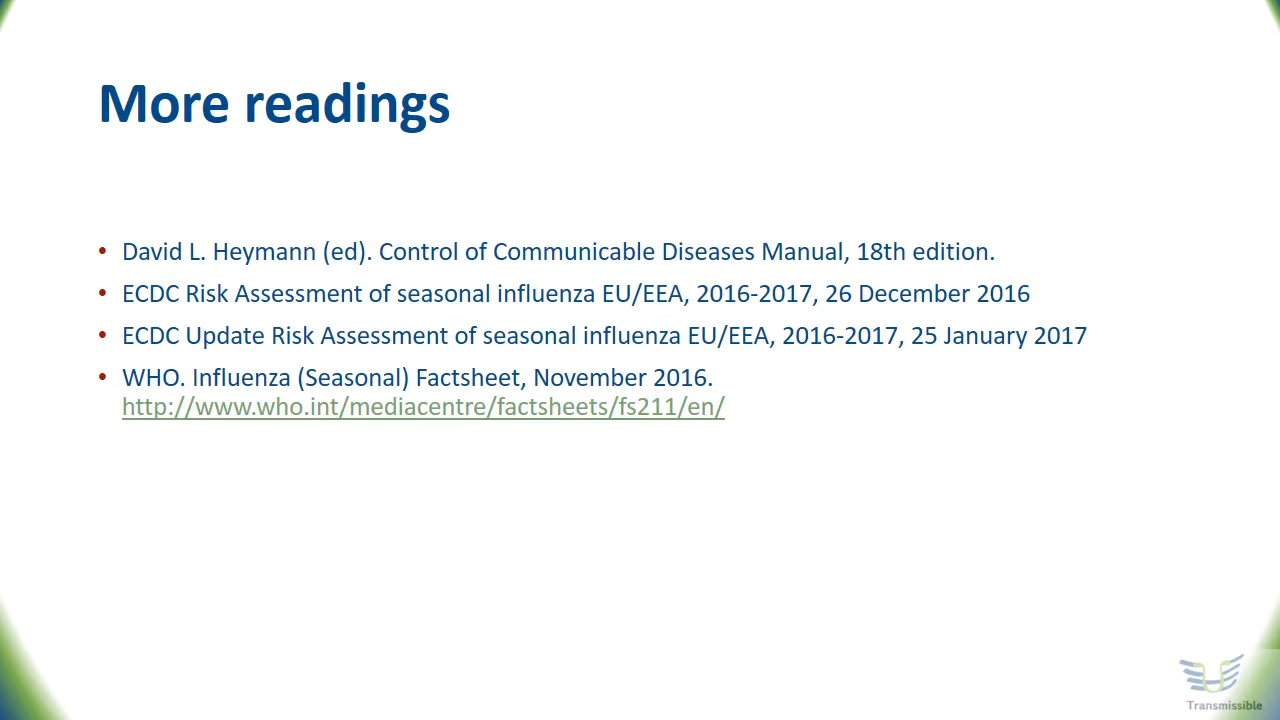 More readings
• David L. Heymann (ed). Control of Communicable Diseases Manual, 18th edition.
• ECDC Risk Assessment of seasonal influenza EU/EEA, 2016-2017, 26 December 2016
• ECDC Update Risk Assessment of seasonal influenza EU/EEA, 2016-2017, 25 January 2017
• WHO. Influenza (Seasonal) Factsheet, November 2016.
http://www.who.int/mediacentre/factsheets/fs211/en/
Transmissible